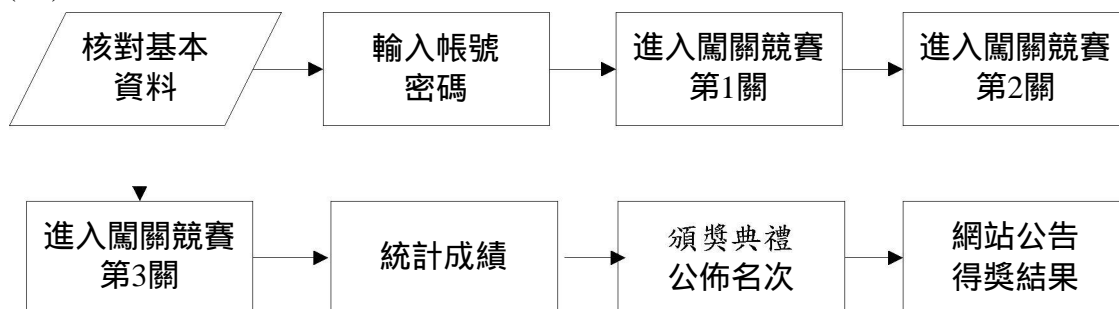 核對基本
資料
輸入帳號
密碼
進入闖關競賽
第1關
進入闖關競賽
第2關
進入闖關競賽
第3關
統計成績
頒獎典禮
公佈名次
網站公告
得獎結果